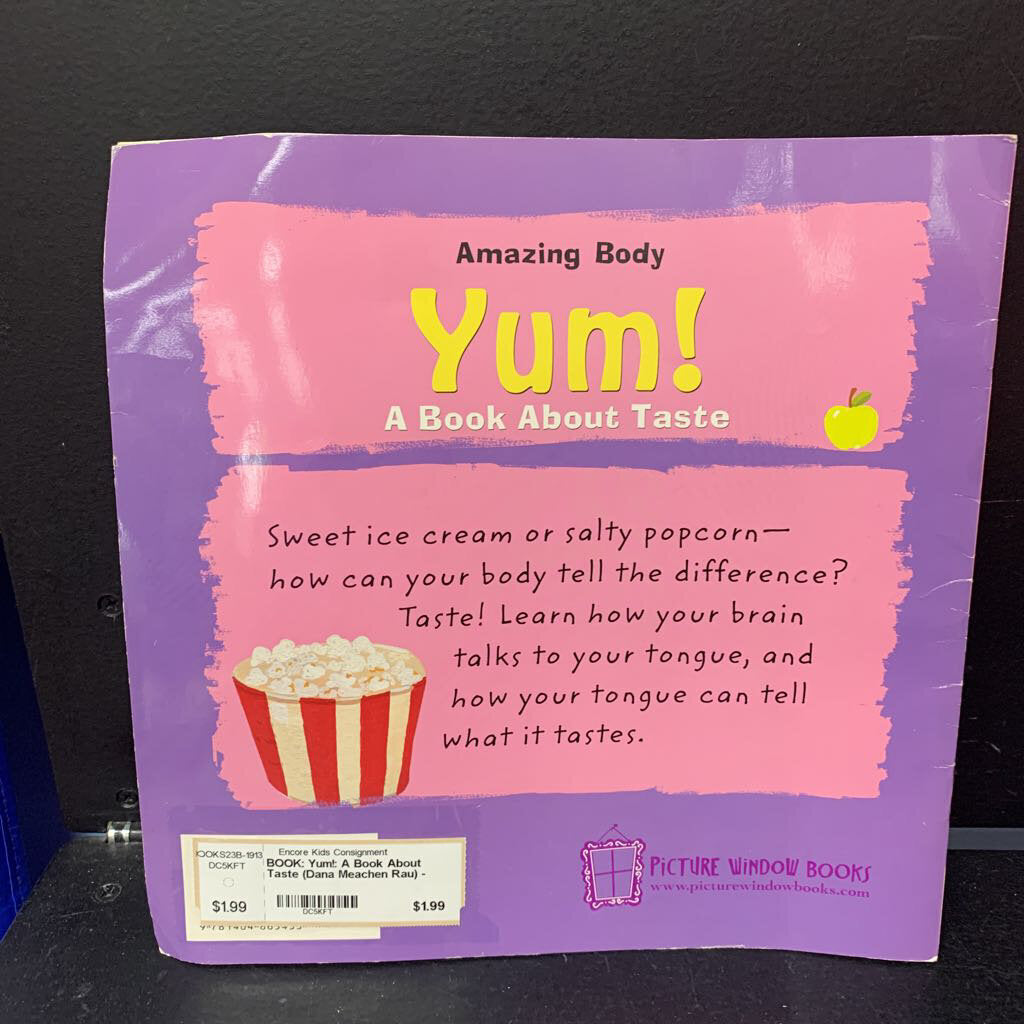 Amazing Body
Yum!
A Book About Taste
Sweet ice cream or salty popcorn—
how can your body tell the difference?
Taste! Learn how your brain
talks to your tongue, and
how your tongue can tell
what it tastes.
OOKS23B-1913
DC5KFT
$1.99
Encore Kids Consignment
BOOK: Yum!: A Book About
Taste (Dana Meachen Rau) -
DC5KFT
$1.99
PICTURE WINDOW BOOKS
www.picturewindowbooks.com